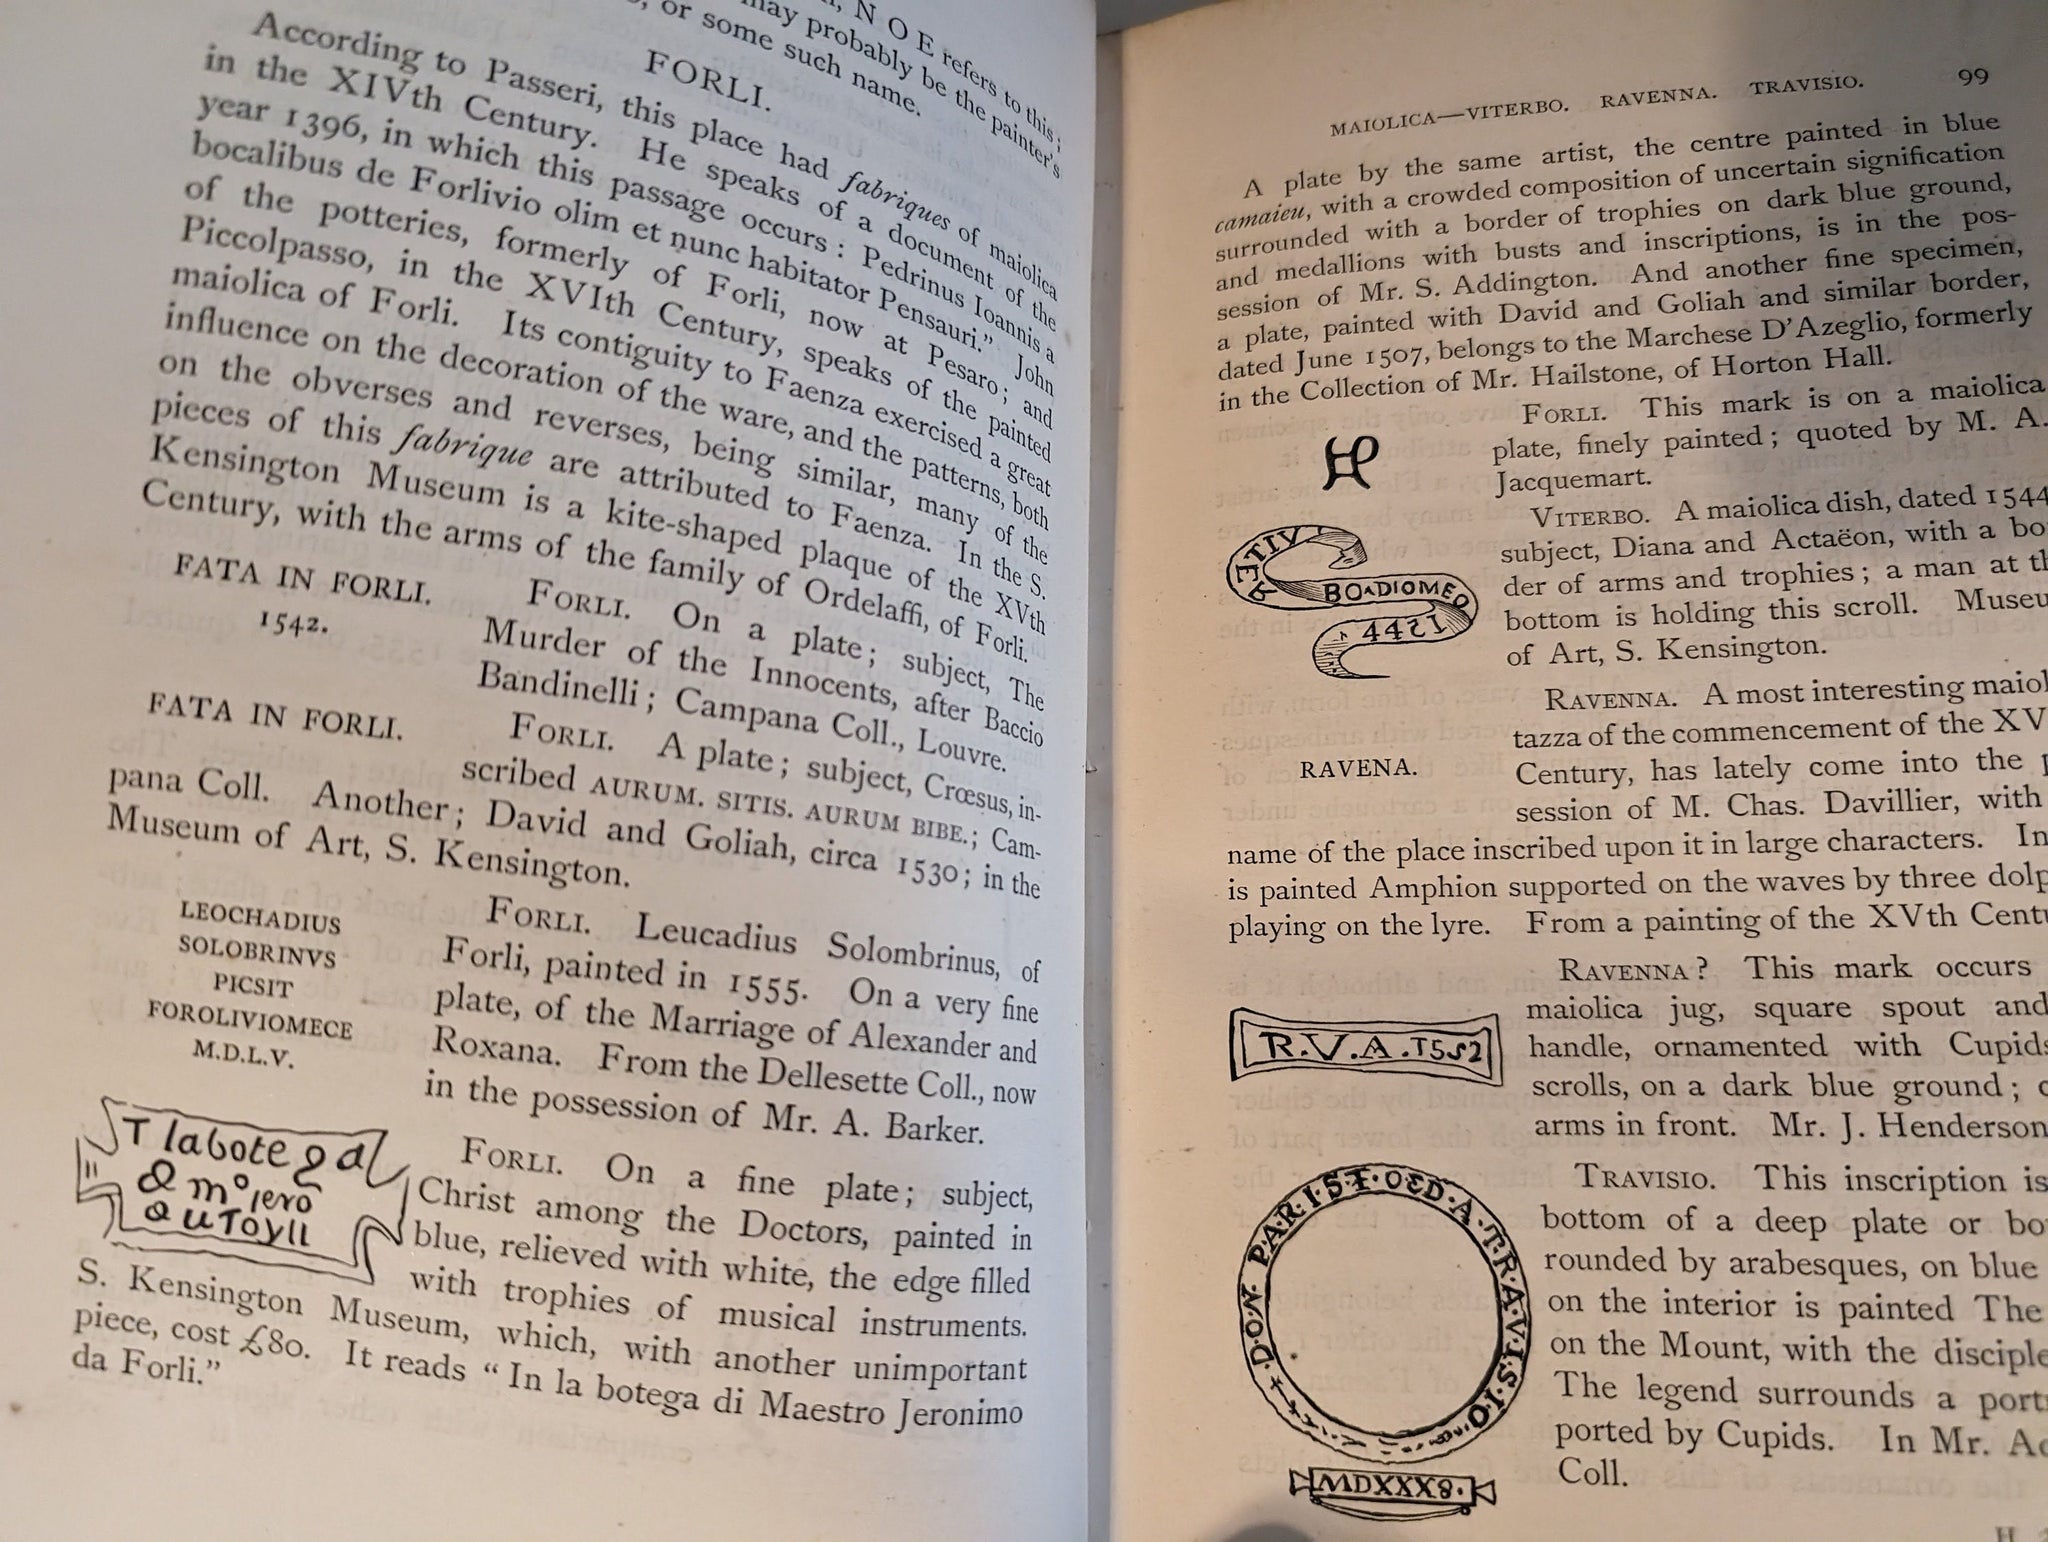 N O E refers to this;
may probably be the painter's
or some such name.
FORLI.
According to Passeri, this place had fabriques of maiolica
in the XIVth Century. He speaks of a document of the
year 1396, in which this passage occurs: Pedrinus Ioannis a
bocalibus de Forlivio olim et nunc habitator Pensauri." John
of the potteries, formerly of Forli, now at Pesaro; and
Piccolpasso, in the XVIth Century, speaks of the painted
maiolica of Forli. Its contiguity to Faenza exercised a great
influence on the decoration of the ware, and the patterns, both
on the obverses and reverses, being similar, many of the
pieces of this fabrique are attributed to Faenza. In the S.
Kensington Museum is a kite-shaped plaque of the XVth
Century, with the arms of the family of Ordelaffi, of Forli.
FATA IN FORLI.
1542.
FORLI. On a plate; subject, The
Murder of the Innocents, after Baccio
Bandinelli; Campana Coll., Louvre.
FATA IN FORLI.
FORLI. A plate; subject, Crœsus, in-
scribed AURUM. SITIS. AURUM BIBE.; Cam-
pana Coll. Another; David and Goliah, circa 1530; in the
Museum of Art, S. Kensington.
LEOCHADIUS
SOLOBRINVS
PICSIT
FOROLIVIOMECE
M.D.L.V.
FORLI. Leucadius Solombrinus, of
Forli, painted in 1555. On a very fine
plate, of the Marriage of Alexander and
Roxana. From the Dellesette Coll., now
in the possession of Mr. A. Barker.
FORLI. On a fine plate; subject,
Christ among the Doctors, painted in
blue, relieved with white, the edge filled
with trophies of musical instruments.
S. Kensington Museum, which, with another unimportant
piece, cost £80. It reads "In la botega di Maestro Jeronimo
da Forli."
MAIOLICA—VITERBO. RAVENNA. TRAVISIO. 99
A plate by the same artist, the centre painted in blue
camaieu, with a crowded composition of uncertain signification
surrounded with a border of trophies on dark blue ground,
and medallions with busts and inscriptions, is in the pos-
session of Mr. S. Addington. And another fine specimen,
a plate, painted with David and Goliah and similar border,
dated June 1507, belongs to the Marchese D'Azeglio, formerly
in the Collection of Mr. Hailstone, of Horton Hall.
FORLI. This mark is on a maiolica
plate, finely painted; quoted by M. A.
Jacquemart.
VITERBO. A maiolica dish, dated 1544
subject, Diana and Actaëon, with a bo
der of arms and trophies; a man at th
bottom is holding this scroll. Museu
of Art, S. Kensington.
BO DIOMEO
1544
RAVENNA. A most interesting maiol
tazza of the commencement of the XV
Century, has lately come into the p
session of M. Chas. Davillier, with
name of the place inscribed upon it in large characters. In
is painted Amphion supported on the waves by three dolp
playing on the lyre. From a painting of the XVth Centu
RAVENA.
RAVENNA? This mark occurs
maiolica jug, square spout and
handle, ornamented with Cupids
scrolls, on a dark blue ground; c
arms in front. Mr. J. Henderson
R.V.A.1552
TRAVISIO. This inscription is
bottom of a deep plate or bo
rounded by arabesques, on blue
on the interior is painted The
on the Mount, with the disciple
The legend surrounds a portr
ported by Cupids. In Mr. Ad
Coll.
DON PARISI OED A TRAVISIO
MDXXX8.
H